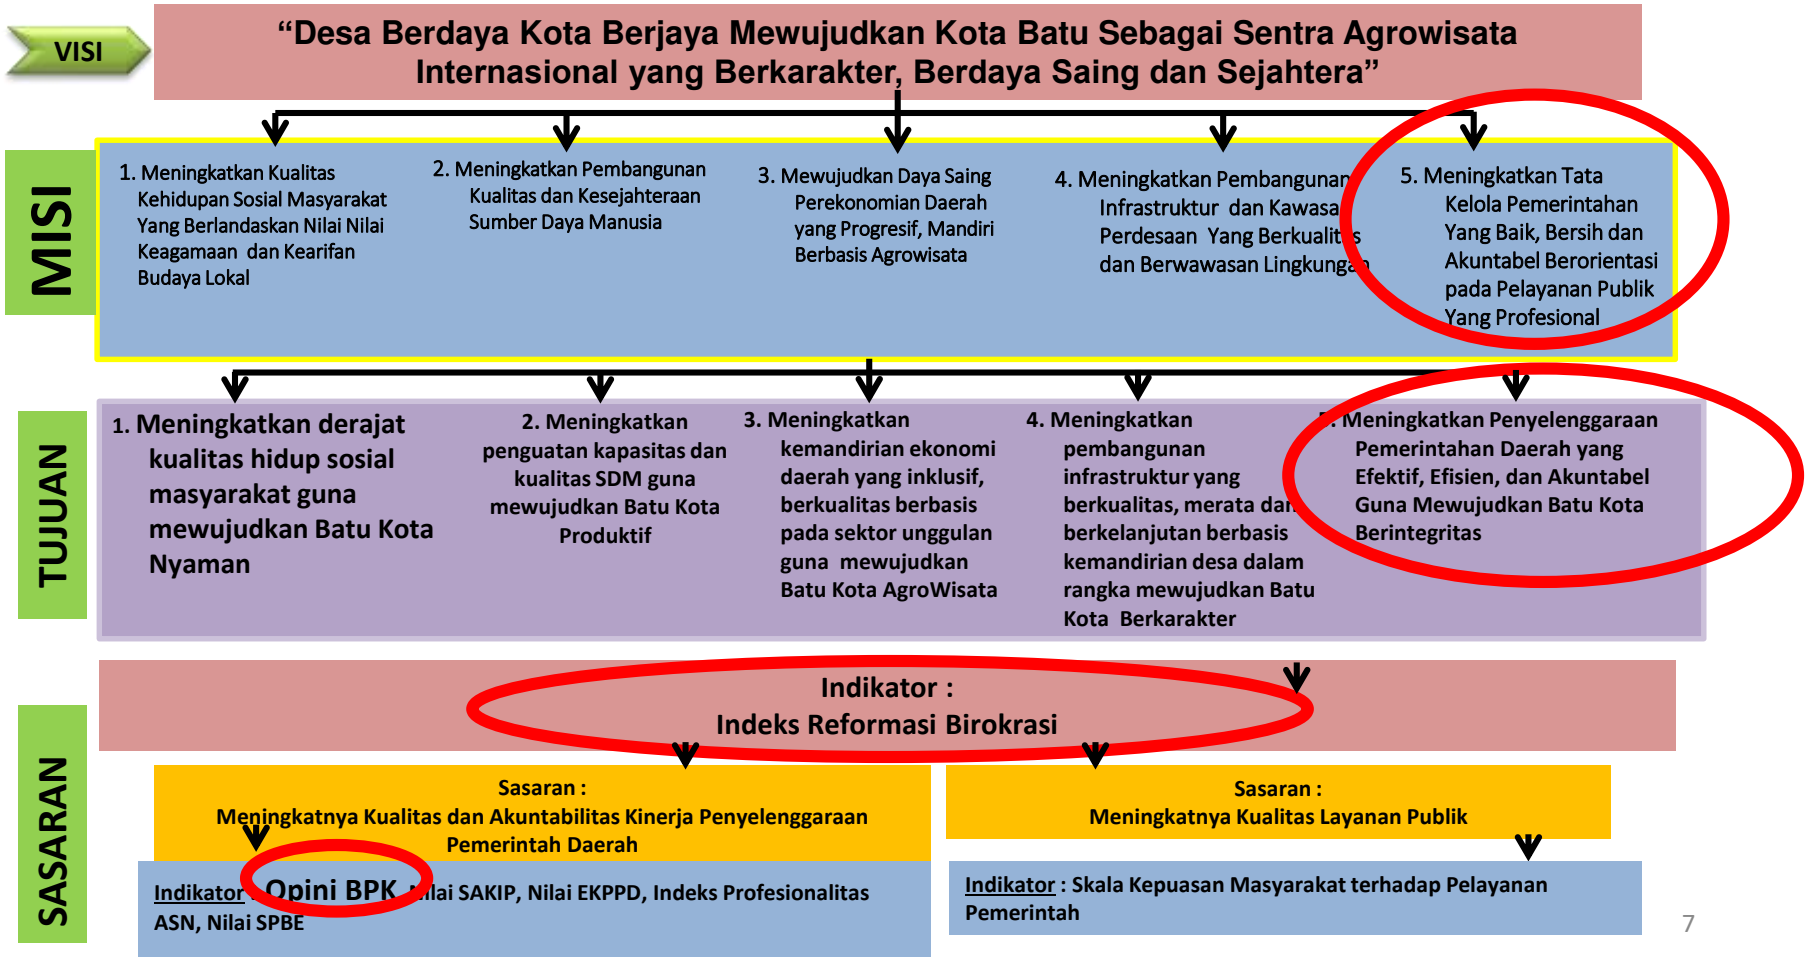 VISI
“Desa Berdaya Kota Berjaya Mewujudkan Kota Batu Sebagai Sentra Agrowisata
Internasional yang Berkarakter, Berdaya Saing dan Sejahtera”
MISI
1. Meningkatkan Kualitas
Kehidupan Sosial Masyarakat
Yang Berlandaskan Nilai Nilai
Keagamaan dan Kearifan
Budaya Lokal
2. Meningkatkan Pembangunan
Kualitas dan Kesejahteraan
Sumber Daya Manusia
3. Mewujudkan Daya Saing
Perekonomian Daerah
yang Progresif, Mandiri
Berbasis Agrowisata
4. Meningkatkan Pembangunan
Infrastruktur dan Kawasan
Perdesaan Yang Berkualitas
dan Berwawasan Lingkungan
5. Meningkatkan Tata
Kelola Pemerintahan
Yang Baik, Bersih dan
Akuntabel Berorientasi
pada Pelayanan Publik
Yang Profesional
TUJUAN
1. Meningkatkan derajat
kualitas hidup sosial
masyarakat guna
mewujudkan Batu Kota
Nyaman
2. Meningkatkan
penguatan kapasitas dan
kualitas SDM guna
mewujudkan Batu Kota
Produktif
3. Meningkatkan
kemandirian ekonomi
daerah yang inklusif,
berkualitas berbasis
pada sektor unggulan
guna mewujudkan
Batu Kota AgroWisata
4. Meningkatkan
pembangunan
infrastruktur yang
berkualitas, merata dan
berkelanjutan berbasis
kemandirian desa dalam
rangka mewujudkan Batu
Kota Berkarakter
5. Meningkatkan Penyelenggaraan
Pemerintahan Daerah yang
Efektif, Efisien, dan Akuntabel
Guna Mewujudkan Batu Kota
Berintegritas
SASARAN
Indikator :
Indeks Reformasi Birokrasi
Sasaran :
Meningkatnya Kualitas dan Akuntabilitas Kinerja Penyelenggaraan
Pemerintah Daerah
Indikator : Opini BPK, Nilai SAKIP, Nilai EKPPD, Indeks Profesionalitas
ASN, Nilai SPBE
Sasaran :
Meningkatnya Kualitas Layanan Publik
Indikator : Skala Kepuasan Masyarakat terhadap Pelayanan
Pemerintah
7